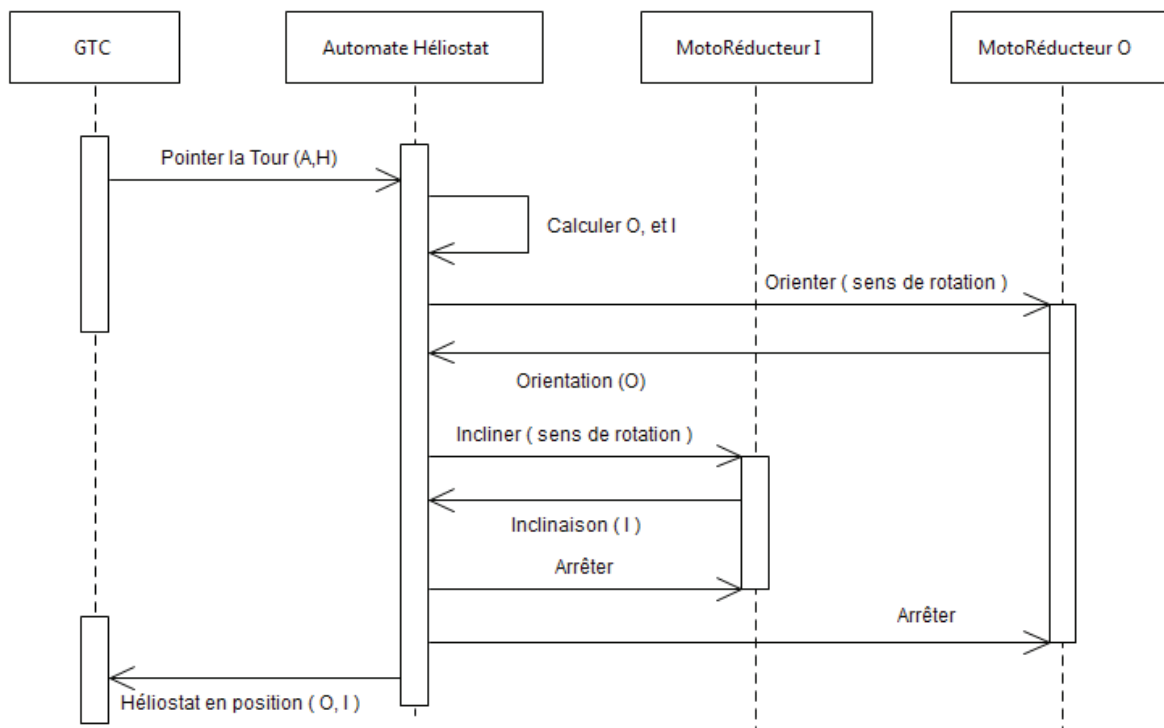 GTC
Automate Héliostat
MotoRéducteur I
MotoRéducteur O
Pointer la Tour (A,H)
Calculer O, et I
Orienter ( sens de rotation )
Orientation (O)
Incliner ( sens de rotation )
Inclinaison ( I )
Arrêter
Arrêter
Héliostat en position ( O, I )